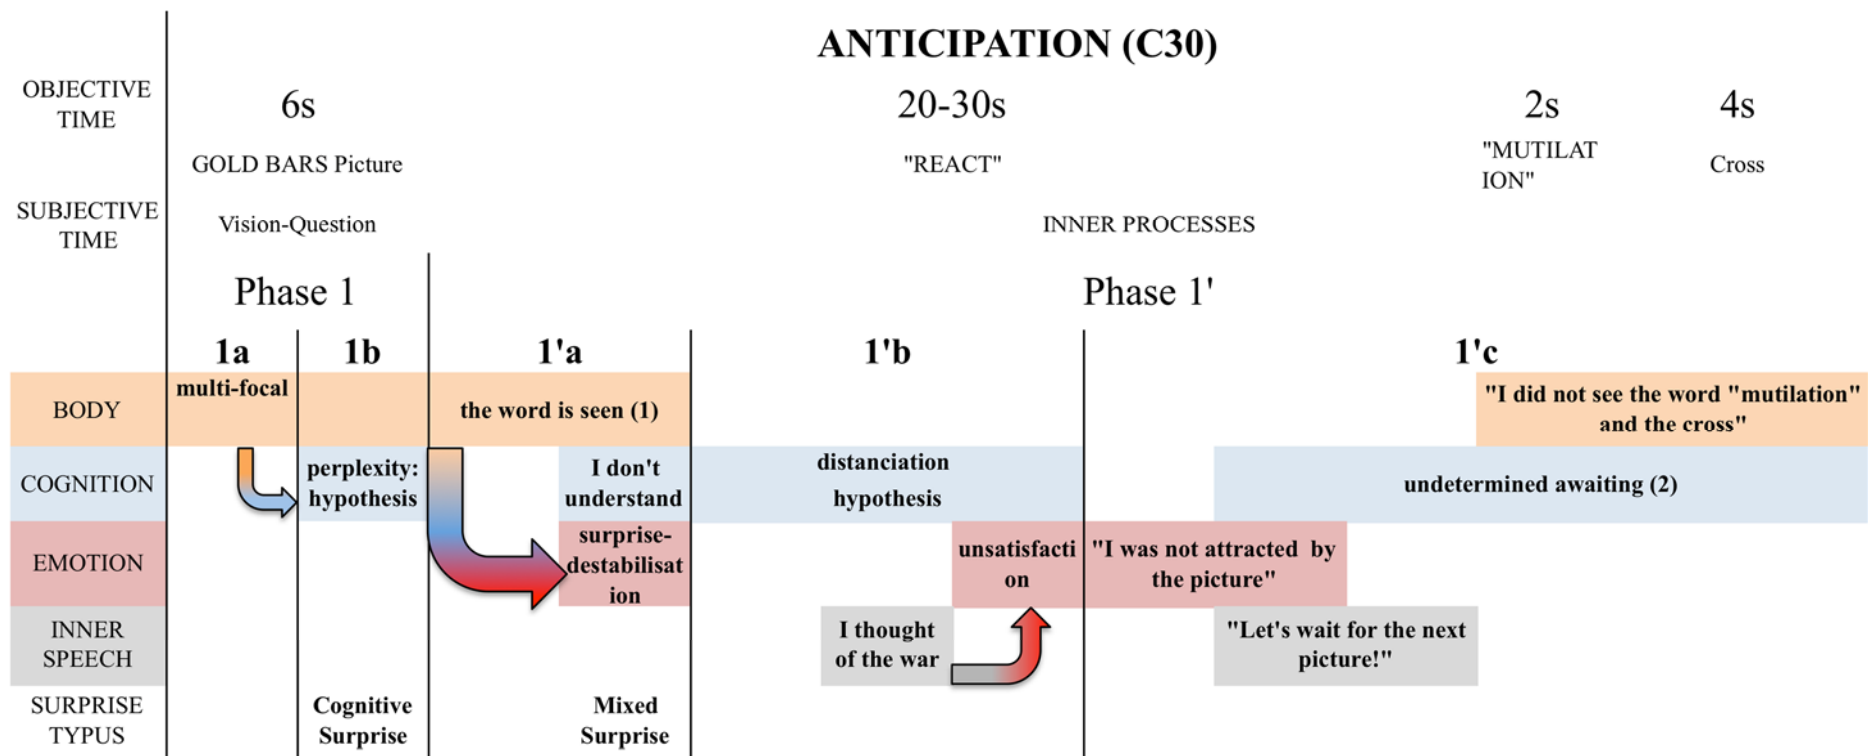 ANTICIPATION (C30)
OBJECTIVE
TIME
6s
20-30s
2s
4s
GOLD BARS Picture
"REACT"
"MUTILAT
ION"
Cross
SUBJECTIVE
TIME
Vision-Question
INNER PROCESSES
Phase 1
Phase 1'
1a
1b
1'a
1'b
1'c
BODY
multi-focal
the word is seen (1)
"I did not see the word "mutilation"
and the cross"
COGNITION
perplexity:
hypothesis
I don't
understand
distanciation
hypothesis
undetermined awaiting (2)
EMOTION
surprise-
destabilisat
ion
unsatisfacti
on
"I was not attracted by
the picture"
INNER
SPEECH
I thought
of the war
"Let's wait for the next
picture!"
SURPRISE
TYPUS
Cognitive
Surprise
Mixed
Surprise